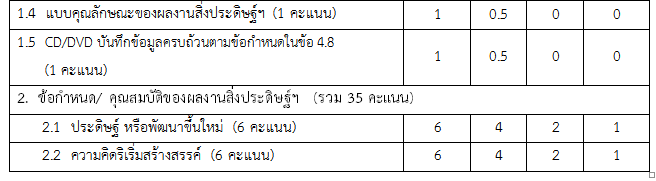 1.4 แบบคุณลักษณะของผลงานสิ่งประดิษฐ์ฯ (1 คะแนน) 1 0.5 0 0
1.5 CD/DVD บันทึกข้อมูลครบถ้วนตามข้อกำหนดในข้อ 4.8
(1 คะแนน) 1 0.5 0 0
2. ข้อกำหนด/ คุณสมบัติของผลงานสิ่งประดิษฐ์ฯ (รวม 35 คะแนน)
2.1 ประดิษฐ์ หรือพัฒนาขึ้นใหม่ (6 คะแนน) 6 4 2 1
2.2 ความคิดริเริ่มสร้างสรรค์ (6 คะแนน) 6 4 2 1